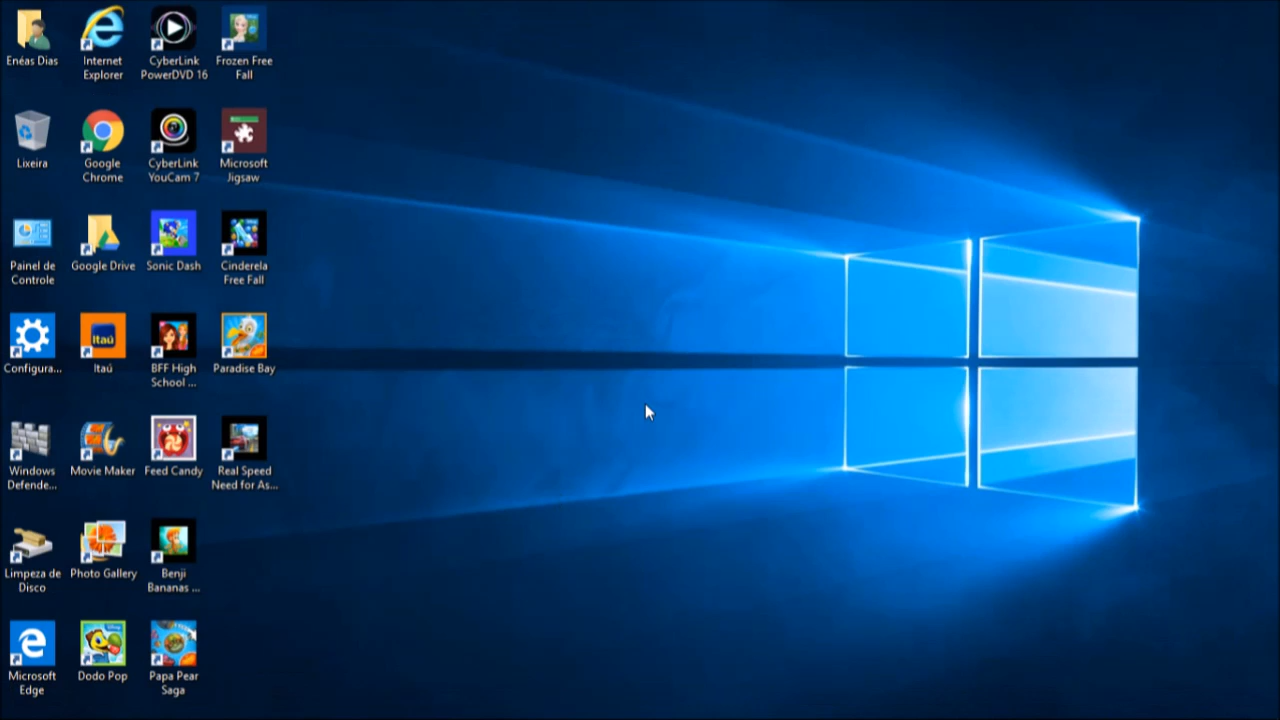 Enéas Dias
Internet
Explorer
CyberLink
PowerDVD 16
Frozen Free
Fall
Lixeira
Google
Chrome
CyberLink
YouCam 7
Microsoft
Jigsaw
Painel de
Controle
Google Drive
Sonic Dash
Cinderela
Free Fall
Configura...
Itaú
Itaú
BFF High
School ...
Paradise Bay
Windows
Defende...
Movie Maker
Feed Candy
Real Speed
Need for As...
Limpeza de
Disco
Photo Gallery
Benji
Bananas ...
Microsoft
Edge
Dodo Pop
Papa Pear
Saga